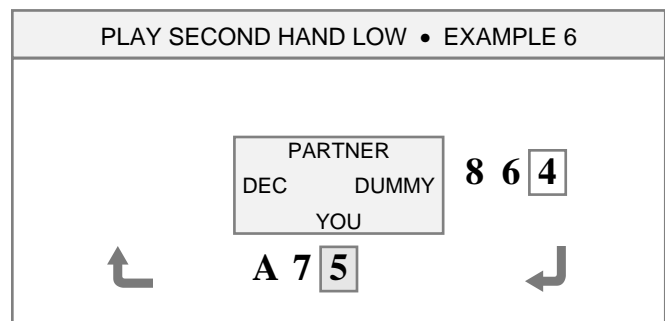 PLAY SECOND HAND LOW • EXAMPLE 6
PARTNER
DEC DUMMY
8 6 4
YOU
A 7 5